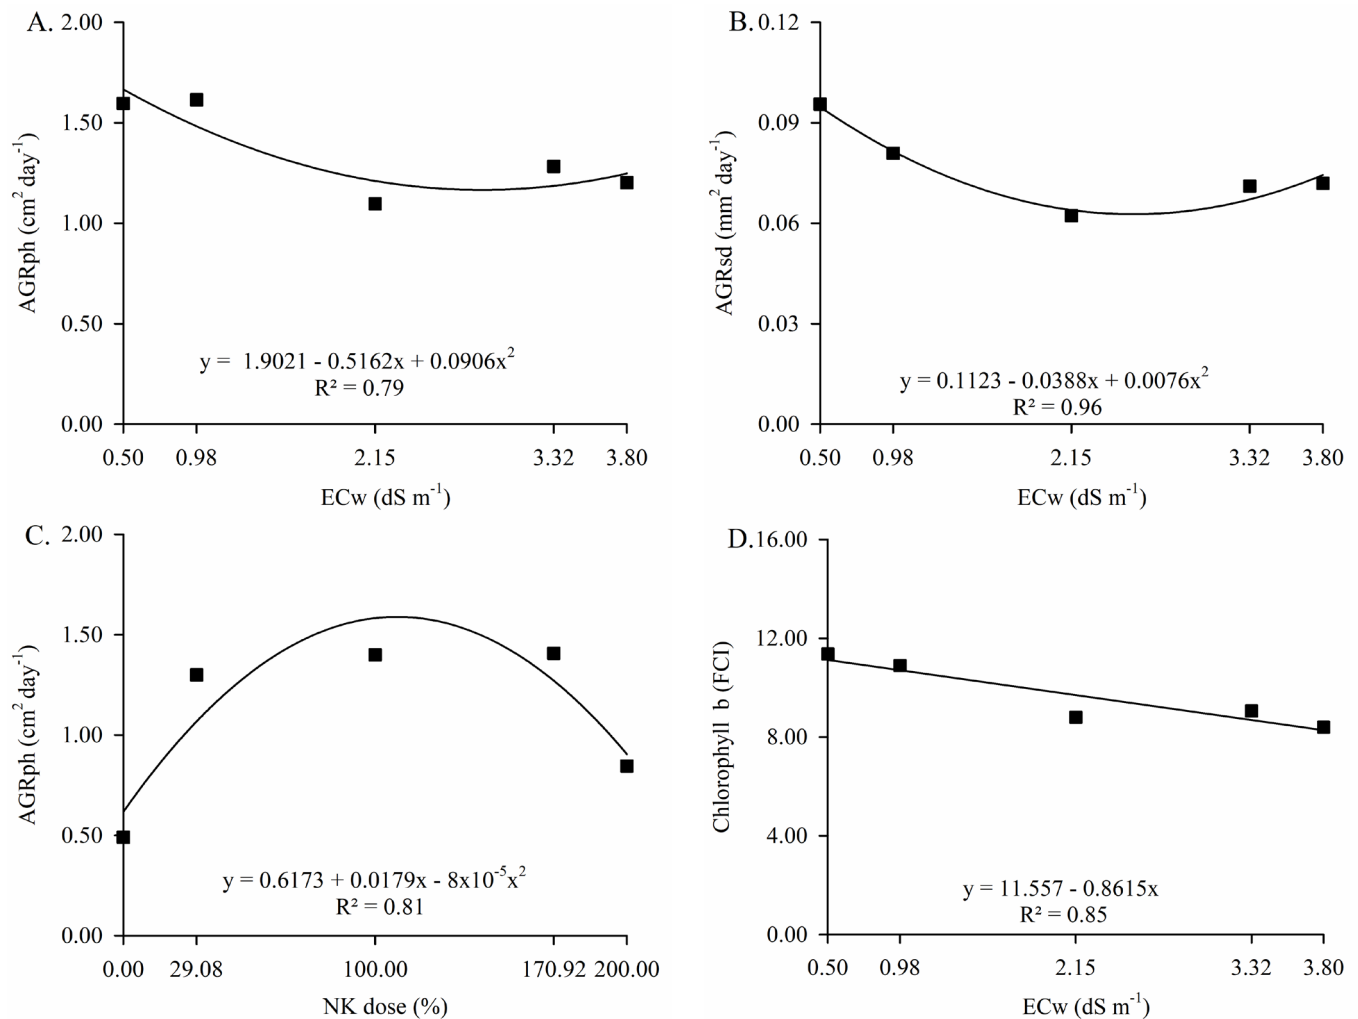 A.
2.00
1.50
1.00
0.50
0.00
AGRph (cm² day⁻¹)
y = 1.9021 - 0.5162x + 0.0906x²
R² = 0.79
0.50 0.98 2.15 3.32 3.80
ECw (dS m⁻¹)
B.
0.12
0.09
0.06
0.03
0.00
AGRsd (mm² day⁻¹)
y = 0.1123 - 0.0388x + 0.0076x²
R² = 0.96
0.50 0.98 2.15 3.32 3.80
ECw (dS m⁻¹)
C.
2.00
1.50
1.00
0.50
0.00
AGRph (cm² day⁻¹)
y = 0.6173 + 0.0179x - 8x10⁻⁵x²
R² = 0.81
0.00 29.08 100.00 170.92 200.00
NK dose (%)
D.
16.00
12.00
8.00
4.00
0.00
Chlorophyll b (FCI)
y = 11.557 - 0.8615x
R² = 0.85
0.50 0.98 2.15 3.32 3.80
ECw (dS m⁻¹)